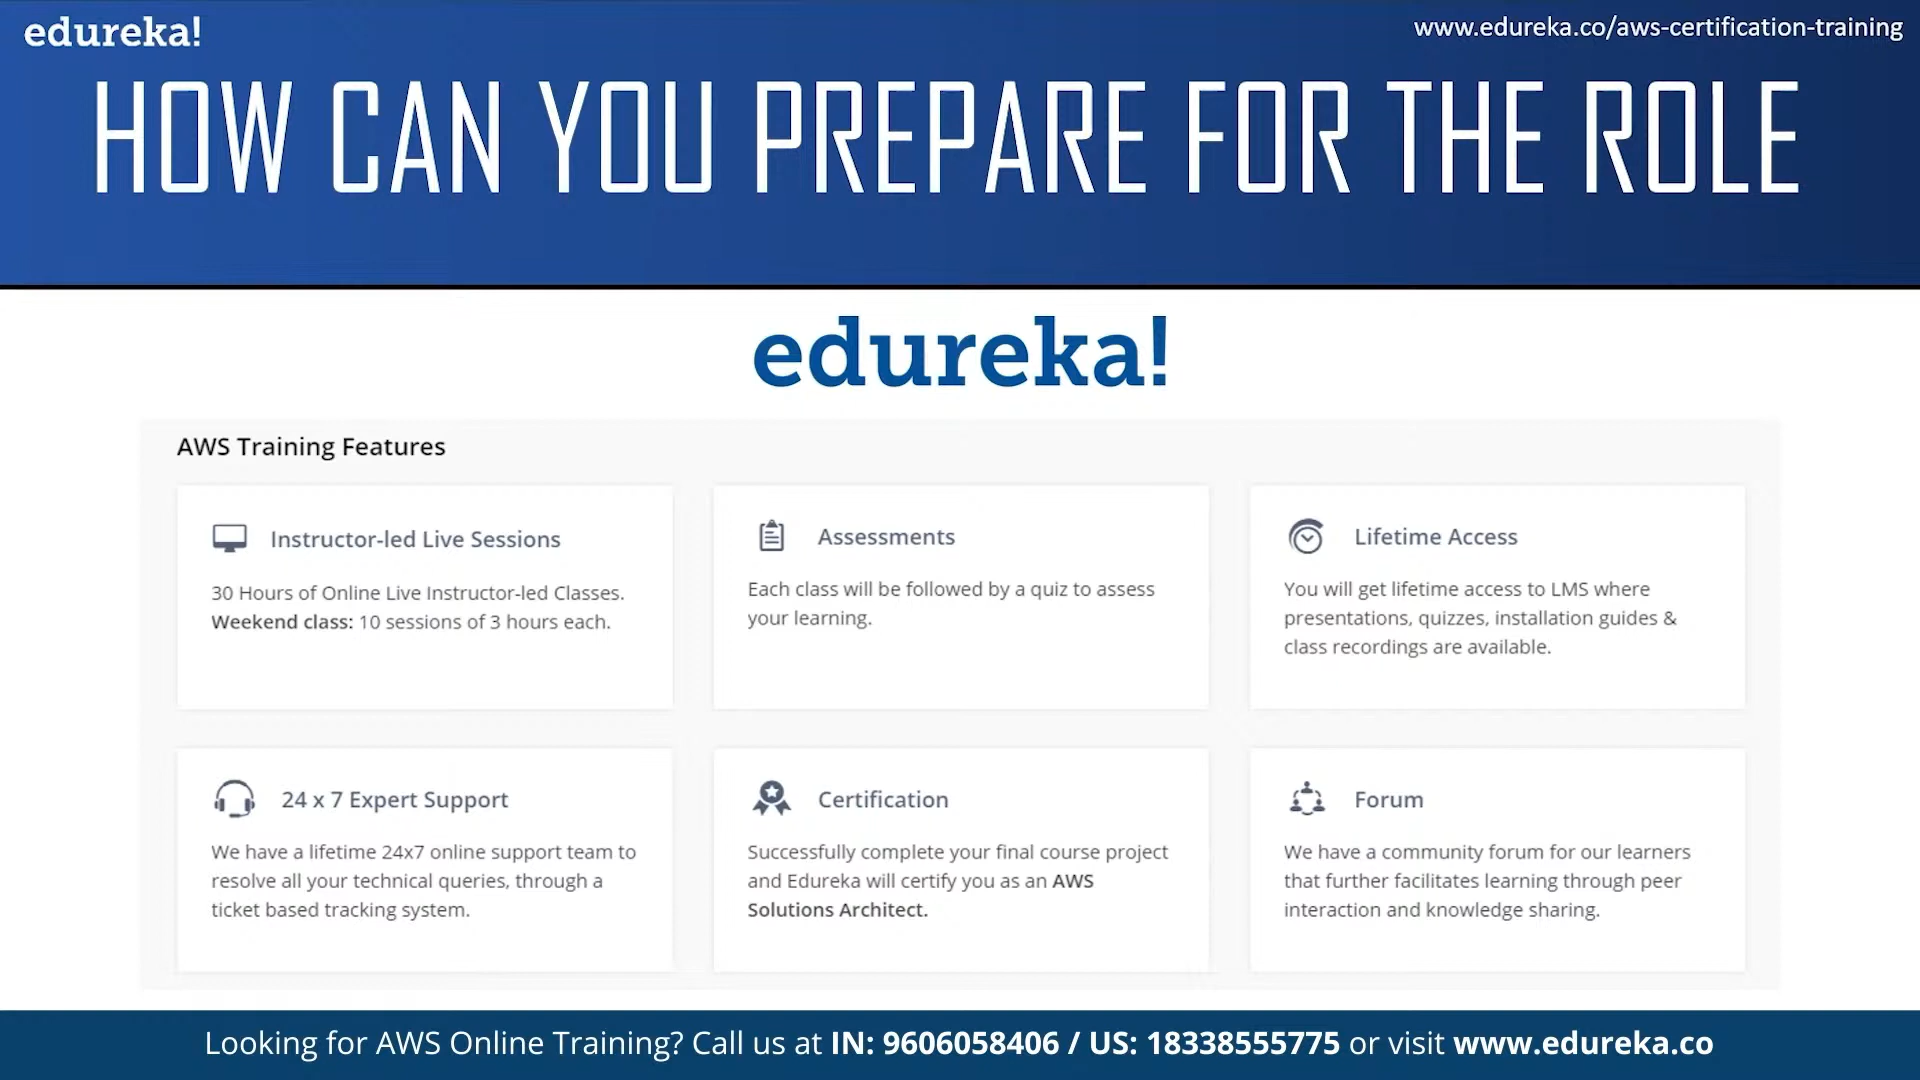 edureka!
www.edureka.co/aws-certification-training
HOW CAN YOU PREPARE FOR THE ROLE
edureka!
AWS Training Features
Instructor-led Live Sessions
30 Hours of Online Live Instructor-led Classes.
Weekend class: 10 sessions of 3 hours each.
Assessments
Each class will be followed by a quiz to assess
your learning.
Lifetime Access
You will get lifetime access to LMS where
presentations, quizzes, installation guides &
class recordings are available.
24 x 7 Expert Support
We have a lifetime 24x7 online support team to
resolve all your technical queries, through a
ticket based tracking system.
Certification
Successfully complete your final course project
and Edureka will certify you as an AWS
Solutions Architect.
Forum
We have a community forum for our learners
that further facilitates learning through peer
interaction and knowledge sharing.
Looking for AWS Online Training? Call us at IN: 9606058406 / US: 18338555775 or visit www.edureka.co